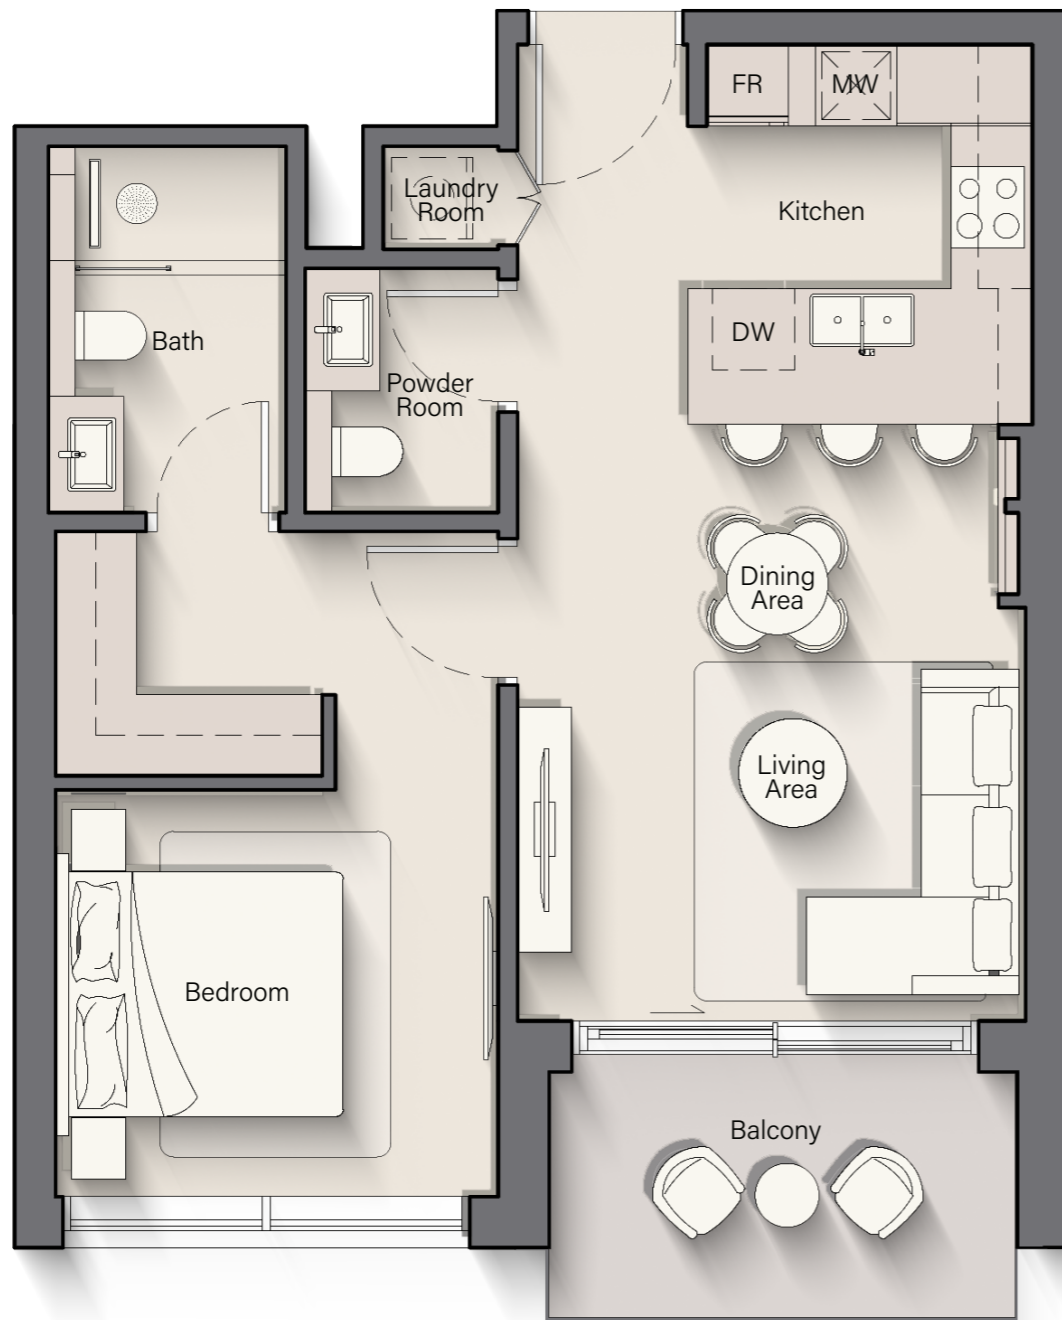 FR
MW
Laundry
Room
Kitchen
DW
Bath
Powder
Room
Dining
Area
Living
Area
Bedroom
Balcony